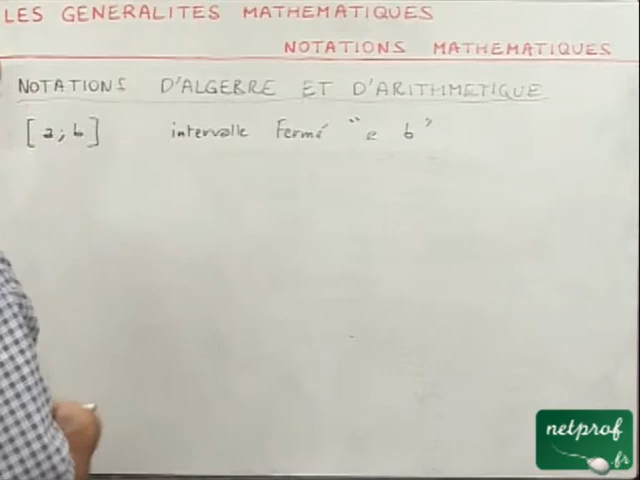 LES GENERALITES MATHEMATIQUES
NOTATIONS MATHEMATIQUES
NOTATIONS D'ALGEBRE ET D'ARITHMETIQUE
[a; b] intervalle Fermé "e b"
netprof
.fr